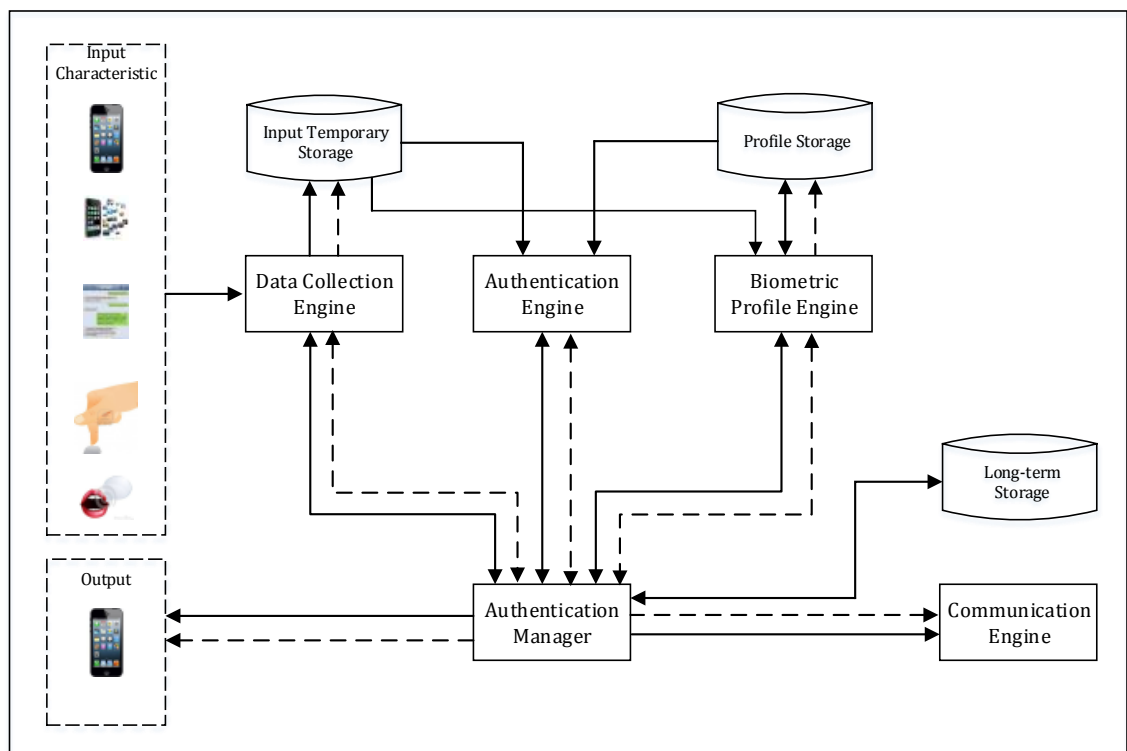 Input
Characteristic
Input Temporary
Storage
Profile Storage
Data Collection
Engine
Authentication
Engine
Biometric
Profile Engine
Long-term
Storage
Output
Authentication
Manager
Communication
Engine